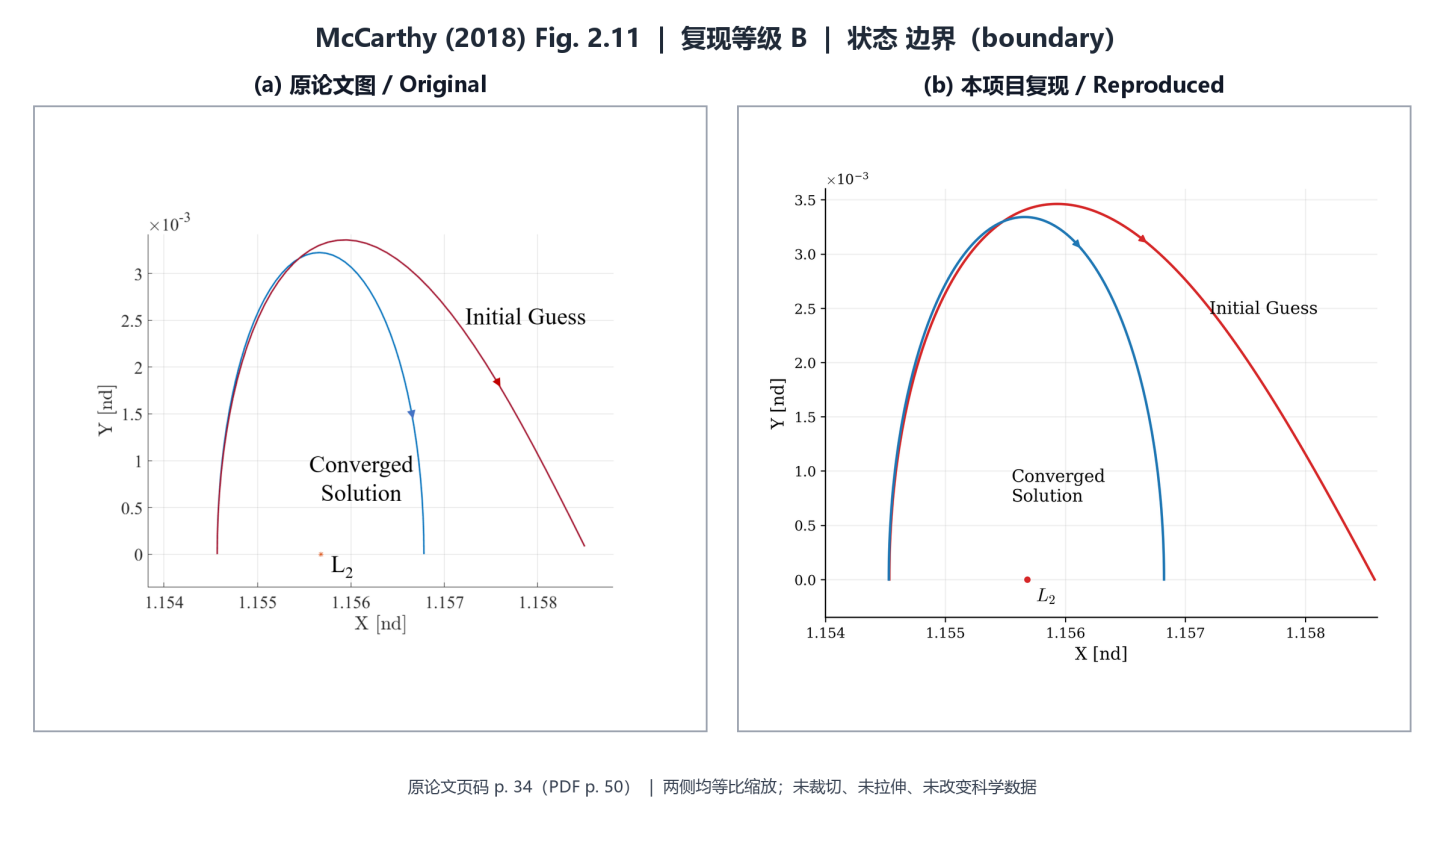 McCarthy (2018) Fig. 2.11 | 复现等级 B | 状态 边界（boundary）
(a) 原论文图 / Original
×10⁻³
3
2.5
2
1.5
1
0.5
0
Y [nd]
Initial Guess
Converged
Solution
L₂
1.154 1.155 1.156 1.157 1.158
X [nd]
(b) 本项目复现 / Reproduced
×10⁻³
3.5
3.0
2.5
2.0
1.5
1.0
0.5
0.0
Y [nd]
Initial Guess
Converged
Solution
L₂
1.154 1.155 1.156 1.157 1.158
X [nd]
原论文页码 p. 34（PDF p. 50） | 两侧均等比缩放；未裁切、未拉伸、未改变科学数据